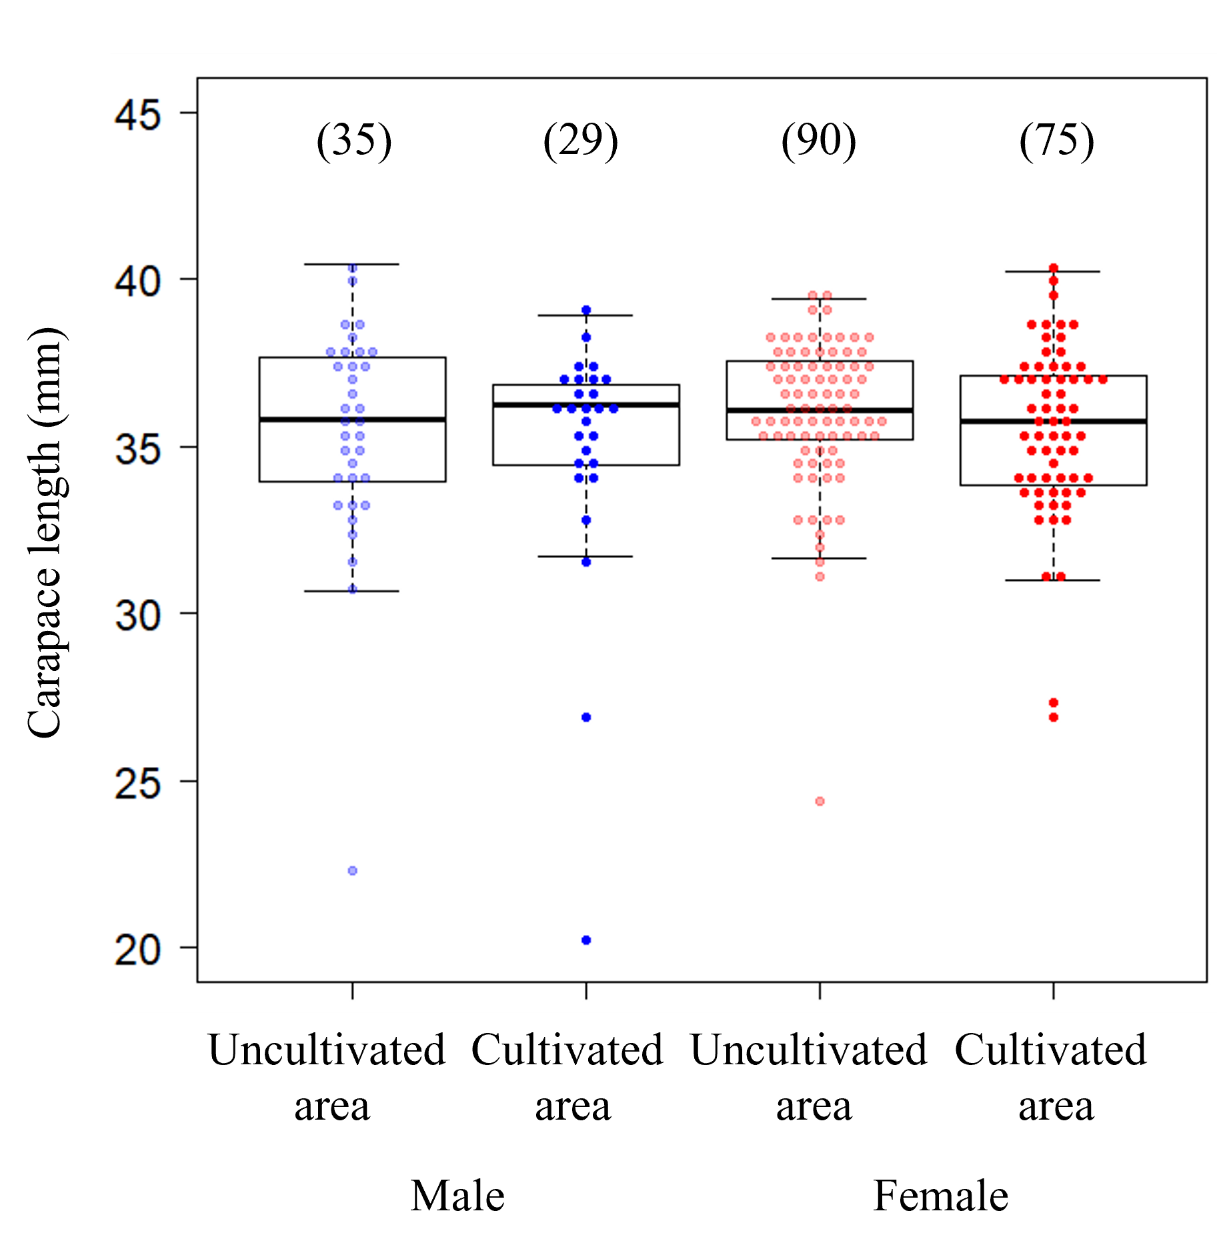 45
(35) (29) (90) (75)
40
35
30
25
20
Carapace length (mm)
Uncultivated Cultivated Uncultivated Cultivated
area area area area
Male Female